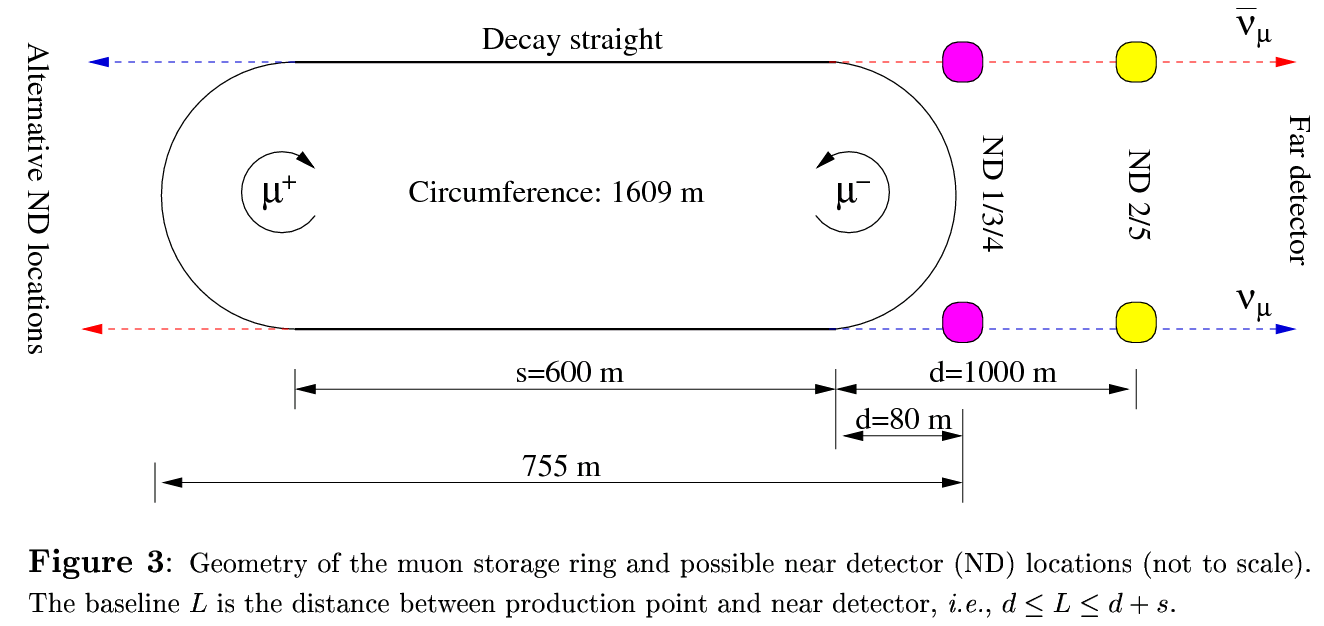 Decay straight
ν̅μ
Alternative ND locations
μ+
Circumference: 1609 m
μ−
ND 1/3/4
ND 2/5
Far detector
νμ
s=600 m
d=1000 m
d=80 m
755 m
Figure 3: Geometry of the muon storage ring and possible near detector (ND) locations (not to scale).
The baseline L is the distance between production point and near detector, i.e., d ≤ L ≤ d + s.